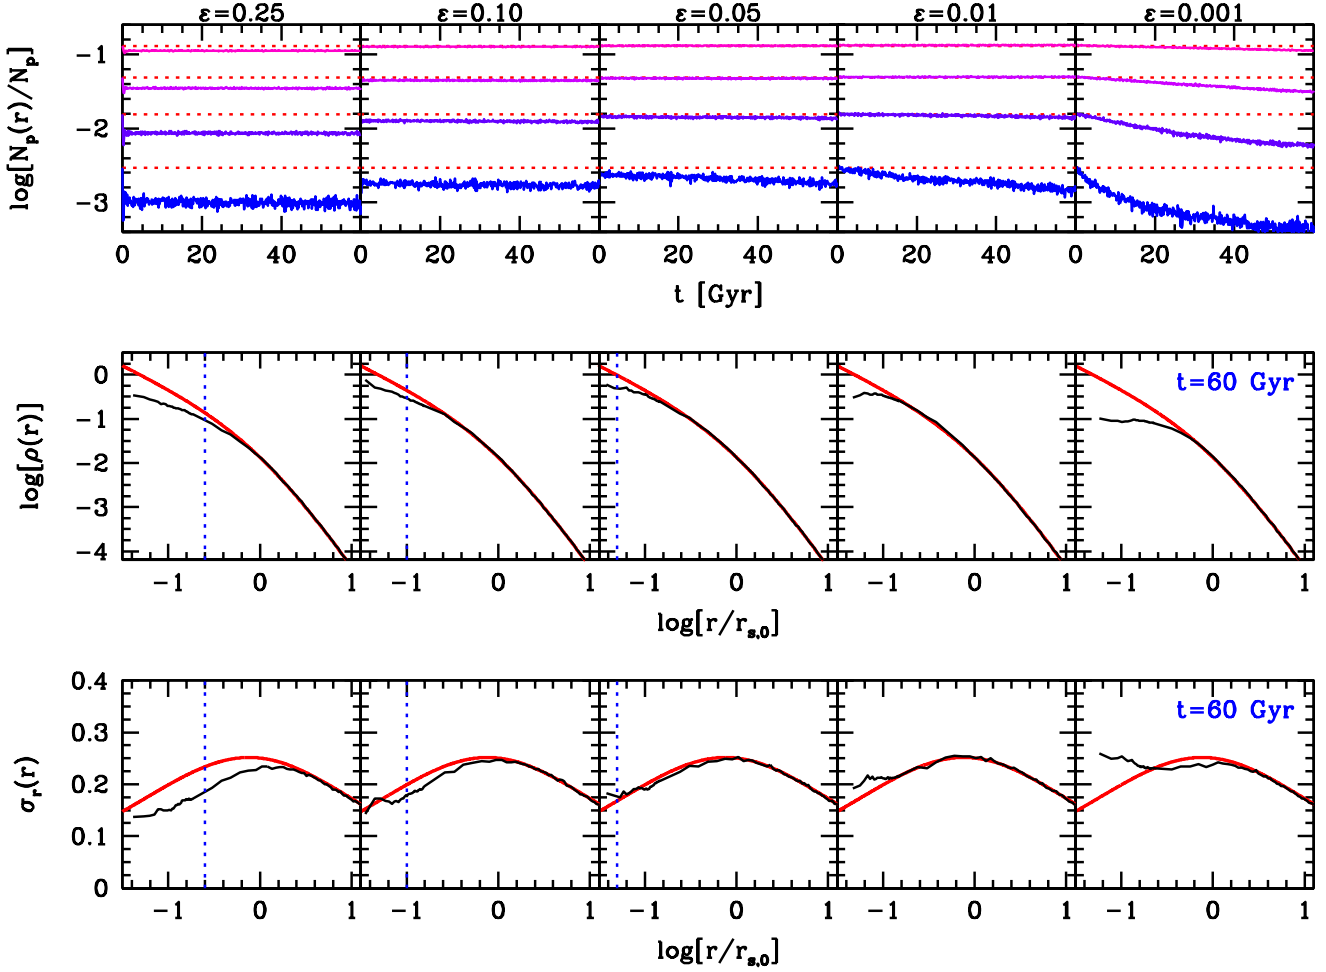 ε=0.25 ε=0.10 ε=0.05 ε=0.01 ε=0.001
log[N_p(r)/N_p]
-1
-2
-3
0 20 40 0 20 40 0 20 40 0 20 40 0 20 40
t [Gyr]
log[ρ(r)]
0
-1
-2
-3
-4
t=60 Gyr
-1 0 1 -1 0 1 -1 0 1 -1 0 1 -1 0 1
log[r/r_{s,0}]
σ_r(r)
0.4
0.3
0.2
0.1
0
t=60 Gyr
-1 0 1 -1 0 1 -1 0 1 -1 0 1 -1 0 1
log[r/r_{s,0}]